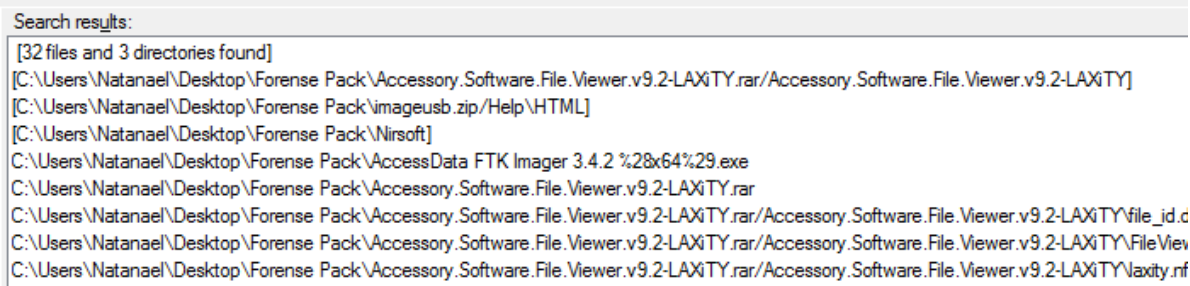 Search results:
[32 files and 3 directories found]
[C:\Users\Natanael\Desktop\Forense Pack\Accessory.Software.File.Viewer.v9.2-LAXiTY.rar/Accessory.Software.File.Viewer.v9.2-LAXiTY]
[C:\Users\Natanael\Desktop\Forense Pack\imageusb.zip/Help\HTML]
[C:\Users\Natanael\Desktop\Forense Pack\Nirsoft]
C:\Users\Natanael\Desktop\Forense Pack\AccessData FTK Imager 3.4.2 %28x64%29.exe
C:\Users\Natanael\Desktop\Forense Pack\Accessory.Software.File.Viewer.v9.2-LAXiTY.rar
C:\Users\Natanael\Desktop\Forense Pack\Accessory.Software.File.Viewer.v9.2-LAXiTY.rar/Accessory.Software.File.Viewer.v9.2-LAXiTY\file_id.d
C:\Users\Natanael\Desktop\Forense Pack\Accessory.Software.File.Viewer.v9.2-LAXiTY.rar/Accessory.Software.File.Viewer.v9.2-LAXiTY\FileView
C:\Users\Natanael\Desktop\Forense Pack\Accessory.Software.File.Viewer.v9.2-LAXiTY.rar/Accessory.Software.File.Viewer.v9.2-LAXiTY\laxity.nf